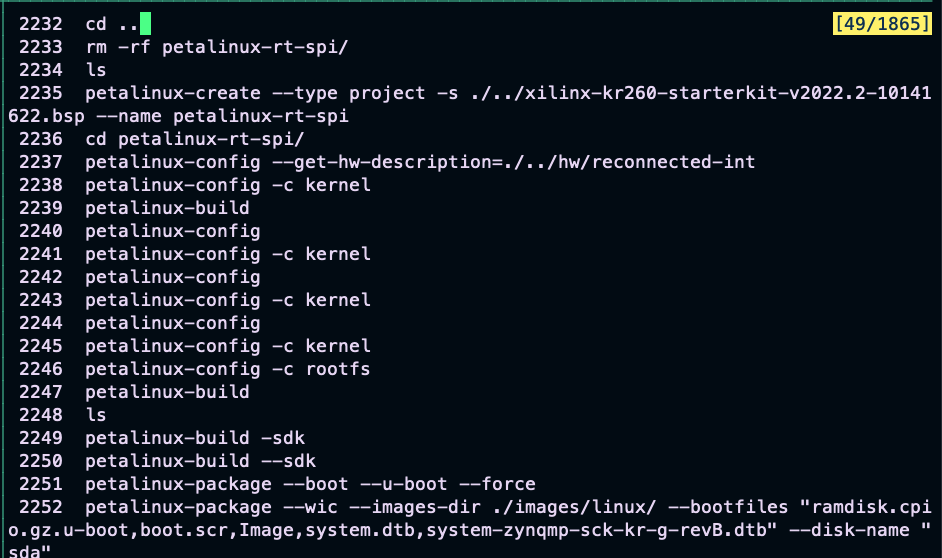 2232  cd ..
[49/1865]
2233  rm -rf petalinux-rt-spi/
2234  ls
2235  petalinux-create --type project -s ./../xilinx-kr260-starterkit-v2022.2-10141
622.bsp --name petalinux-rt-spi
2236  cd petalinux-rt-spi/
2237  petalinux-config --get-hw-description=./../hw/reconnected-int
2238  petalinux-config -c kernel
2239  petalinux-build
2240  petalinux-config
2241  petalinux-config -c kernel
2242  petalinux-config
2243  petalinux-config -c kernel
2244  petalinux-config
2245  petalinux-config -c kernel
2246  petalinux-config -c rootfs
2247  petalinux-build
2248  ls
2249  petalinux-build -sdk
2250  petalinux-build --sdk
2251  petalinux-package --boot --u-boot --force
2252  petalinux-package --wic --images-dir ./images/linux/ --bootfiles "ramdisk.cpi
o.gz.u-boot,boot.scr,Image,system.dtb,system-zynqmp-sck-kr-g-revB.dtb" --disk-name "
sda"